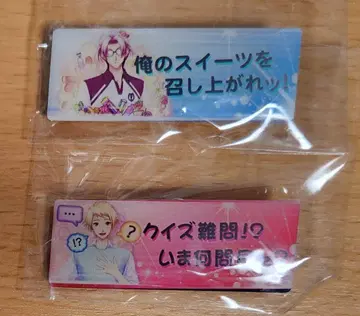 俺のスイーツを
召し上がれッ!
...
!?
?
クイズ難問!?
いま何問